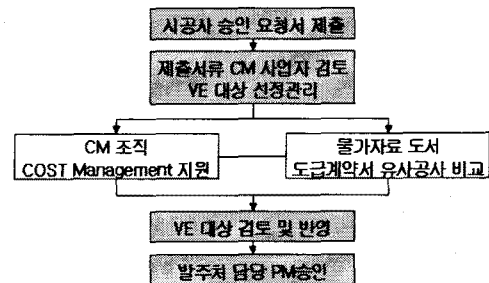 시공사 승인 요청서 제출
제출서류 CM 사업자 검토
VE 대상 선정관리
CM 조직
COST Management 지원
물가자료 도서
도급계약서 유사공사 비교
VE 대상 검토 및 반영
발주처 담당 PM승인